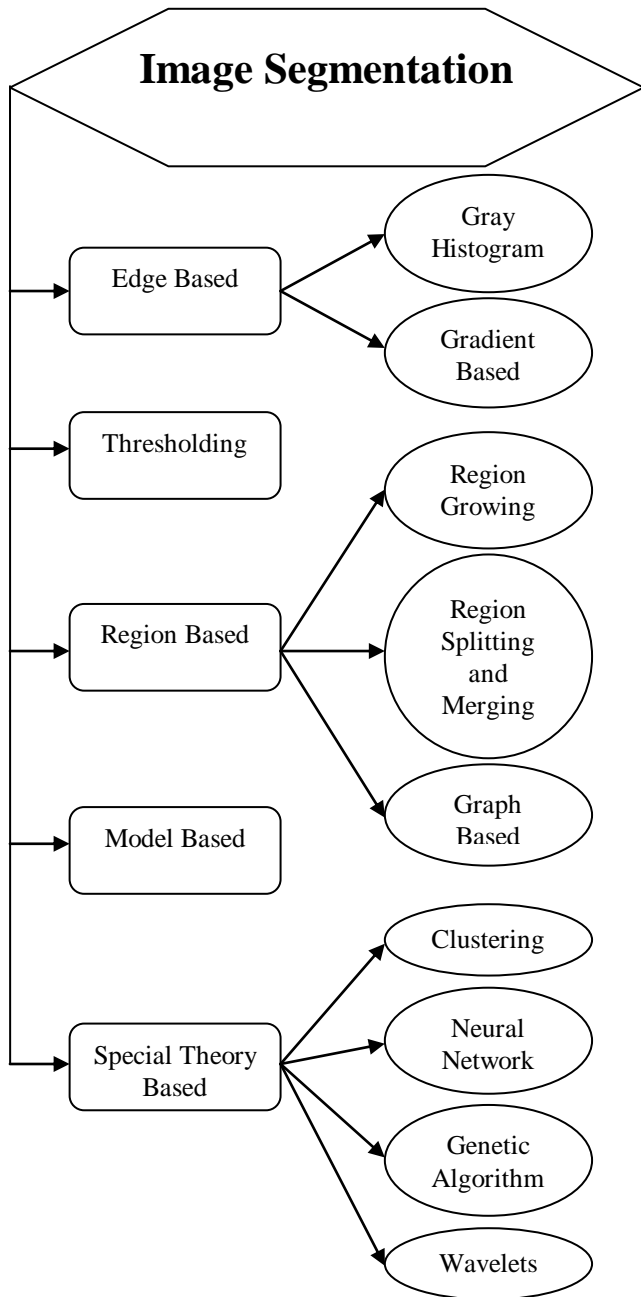 Image Segmentation
Edge Based
Gray
Histogram
Gradient
Based
Thresholding
Region Based
Region
Growing
Region
Splitting
and
Merging
Graph
Based
Model Based
Special Theory
Based
Clustering
Neural
Network
Genetic
Algorithm
Wavelets